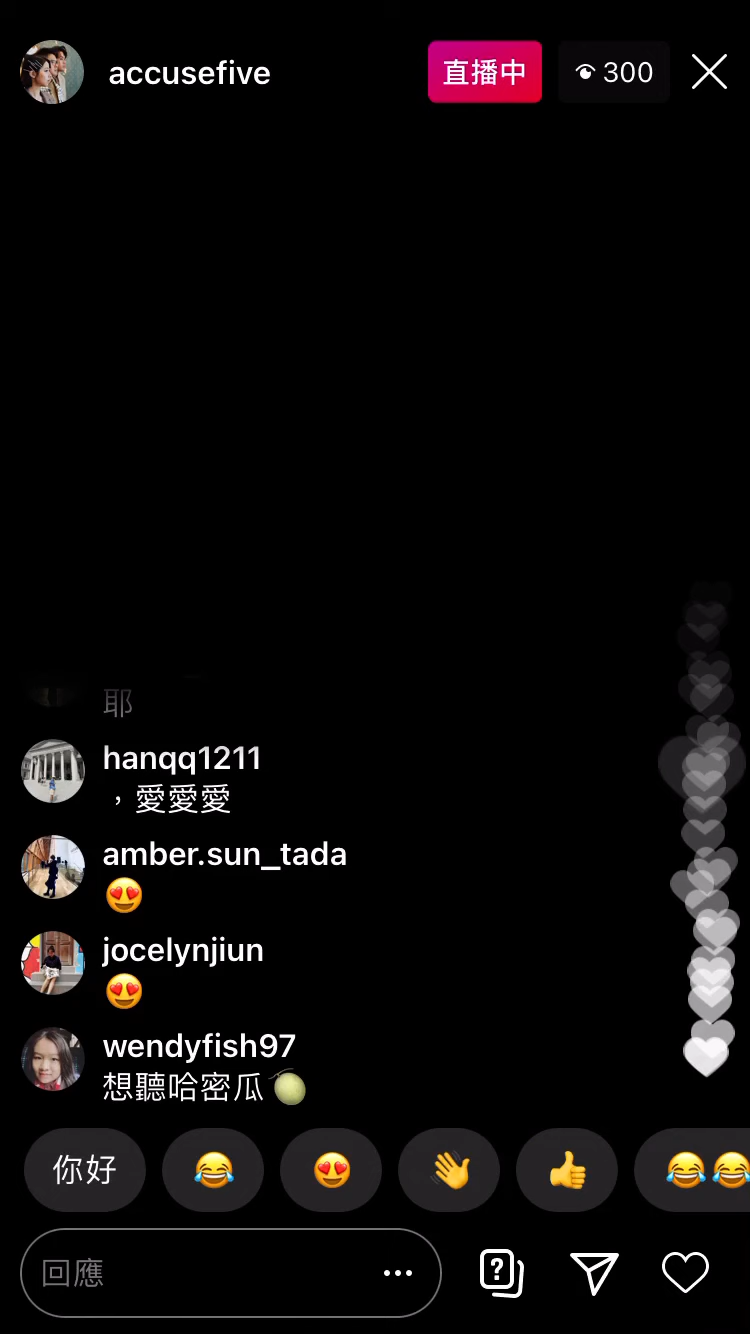 accusefive
直播中
300
耶
hanqq1211
，愛愛愛
amber.sun_tada
😍
jocelynjiun
😍
wendyfish97
想聽哈密瓜🍈
你好 😂 😍 👋 👍 😂😂
回應